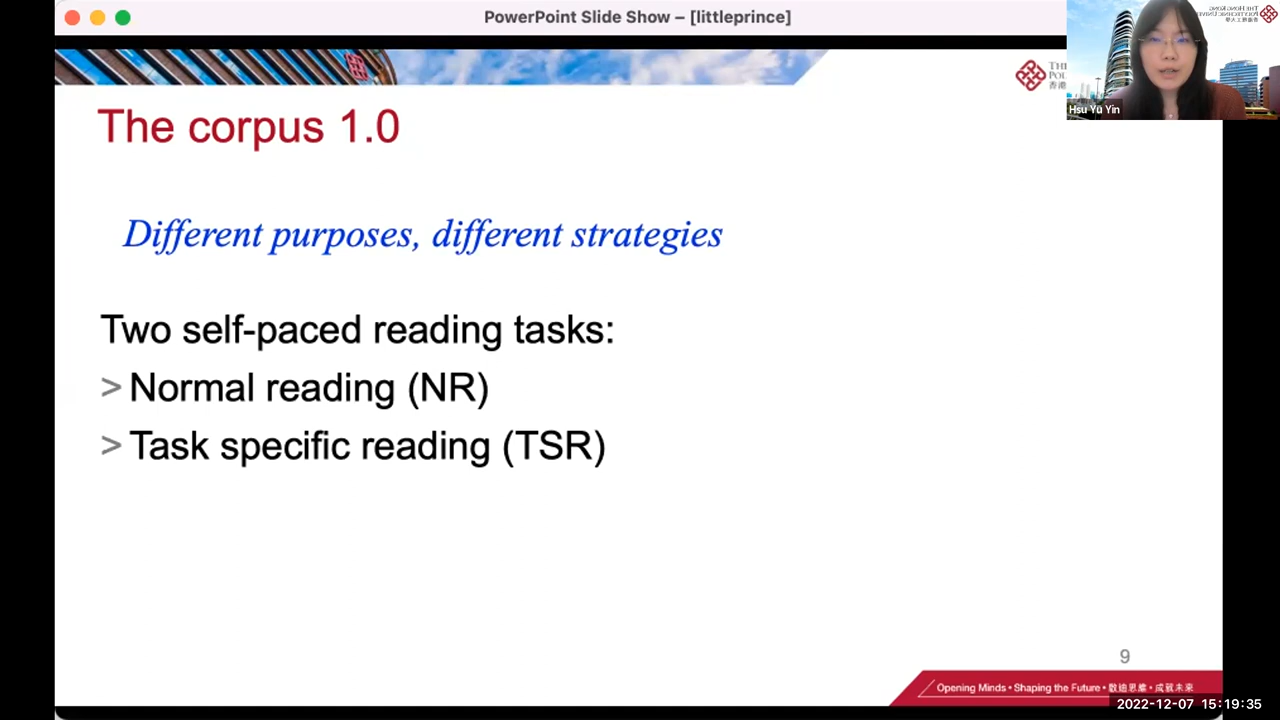 PowerPoint Slide Show – [littleprince]
Hsu Yu Yin
The corpus 1.0
Different purposes, different strategies
Two self-paced reading tasks:
> Normal reading (NR)
> Task specific reading (TSR)
9
Opening Minds • Shaping the Future • 啟迪思維 • 成就未來
2022-12-07 15:19:35